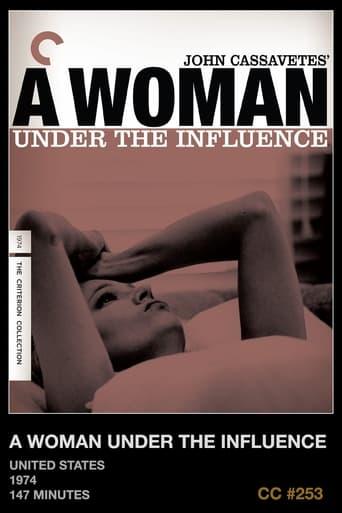 JOHN CASSAVETES'
A WOMAN
UNDER THE INFLUENCE
1974
THE CRITERION COLLECTION
A WOMAN UNDER THE INFLUENCE
UNITED STATES
1974
147 MINUTES
CC #253